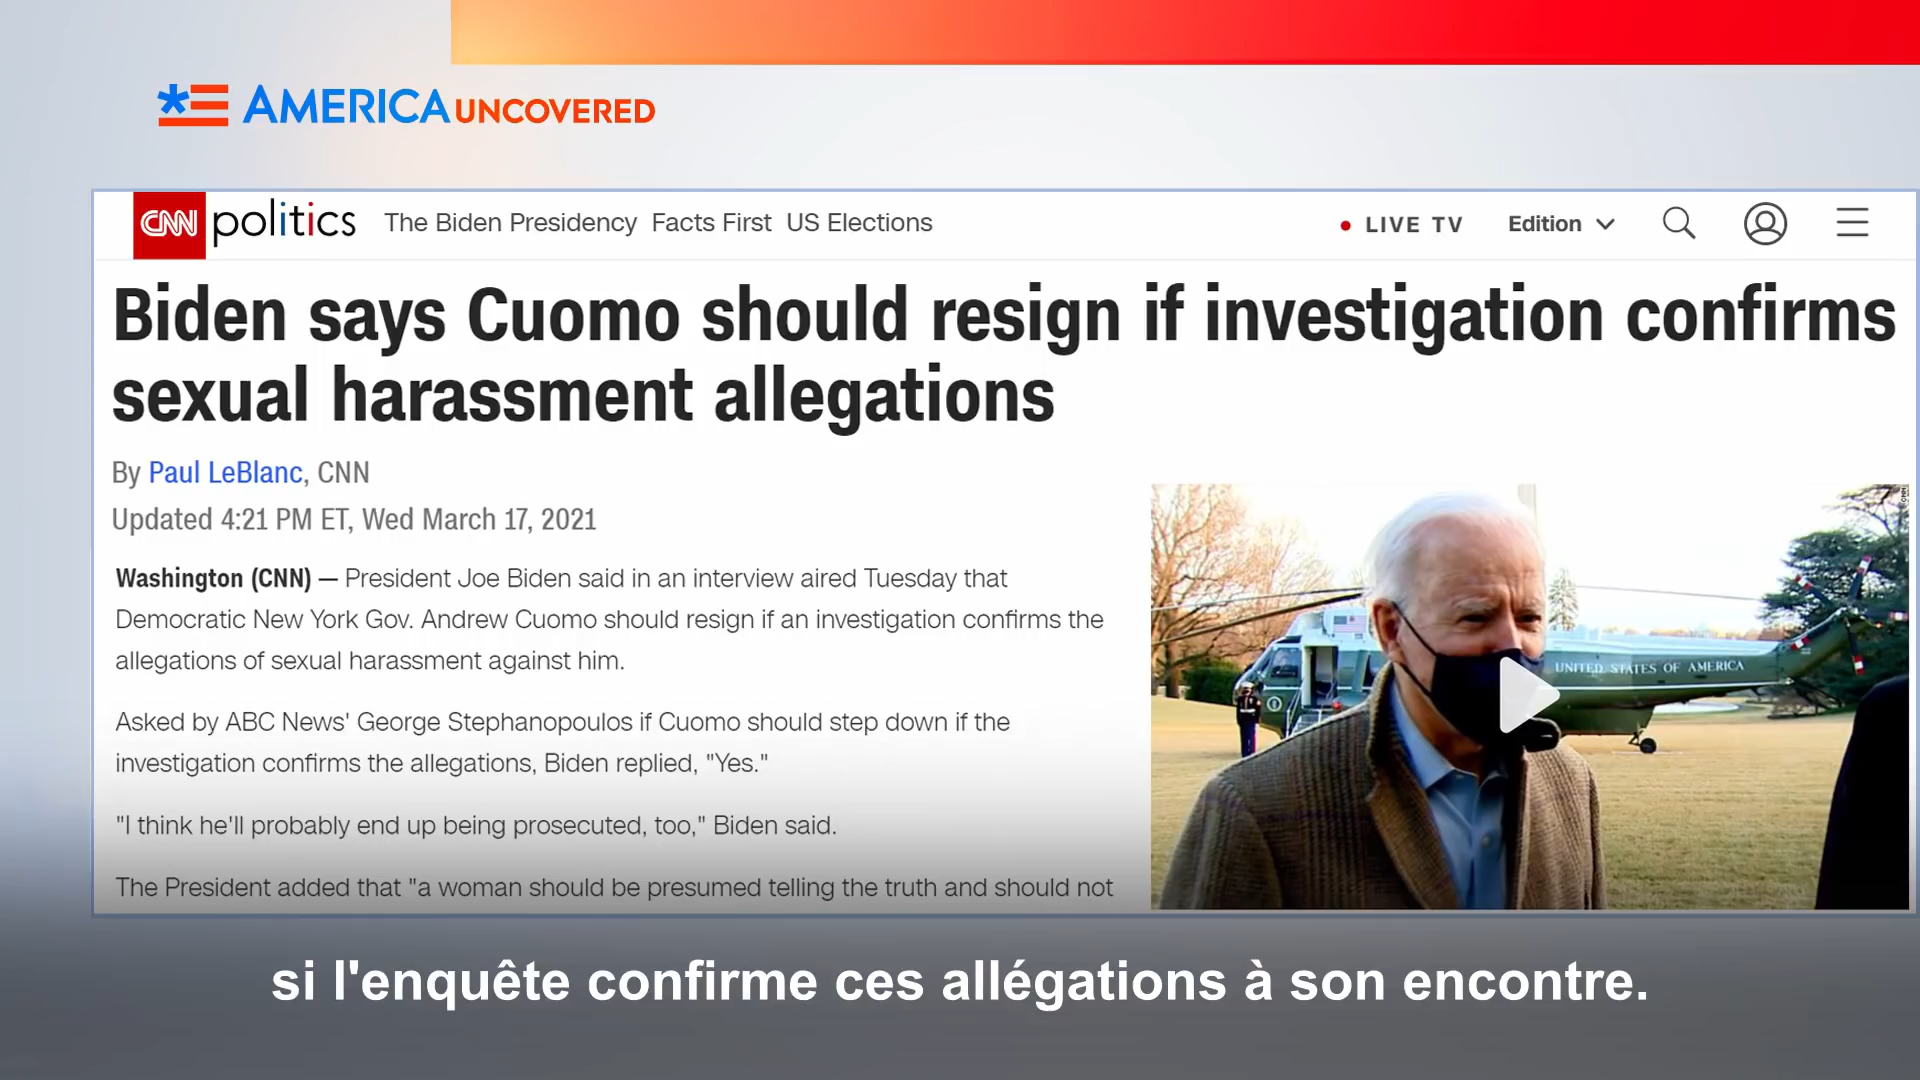 AMERICA UNCOVERED
CNN politics The Biden Presidency Facts First US Elections LIVE TV Edition
Biden says Cuomo should resign if investigation confirms
sexual harassment allegations
By Paul LeBlanc, CNN
Updated 4:21 PM ET, Wed March 17, 2021
Washington (CNN) — President Joe Biden said in an interview aired Tuesday that
Democratic New York Gov. Andrew Cuomo should resign if an investigation confirms the
allegations of sexual harassment against him.
Asked by ABC News' George Stephanopoulos if Cuomo should step down if the
investigation confirms the allegations, Biden replied, "Yes."
"I think he'll probably end up being prosecuted, too," Biden said.
The President added that "a woman should be presumed telling the truth and should not
UNITED STATES OF AMERICA
CNN
si l'enquête confirme ces allégations à son encontre.